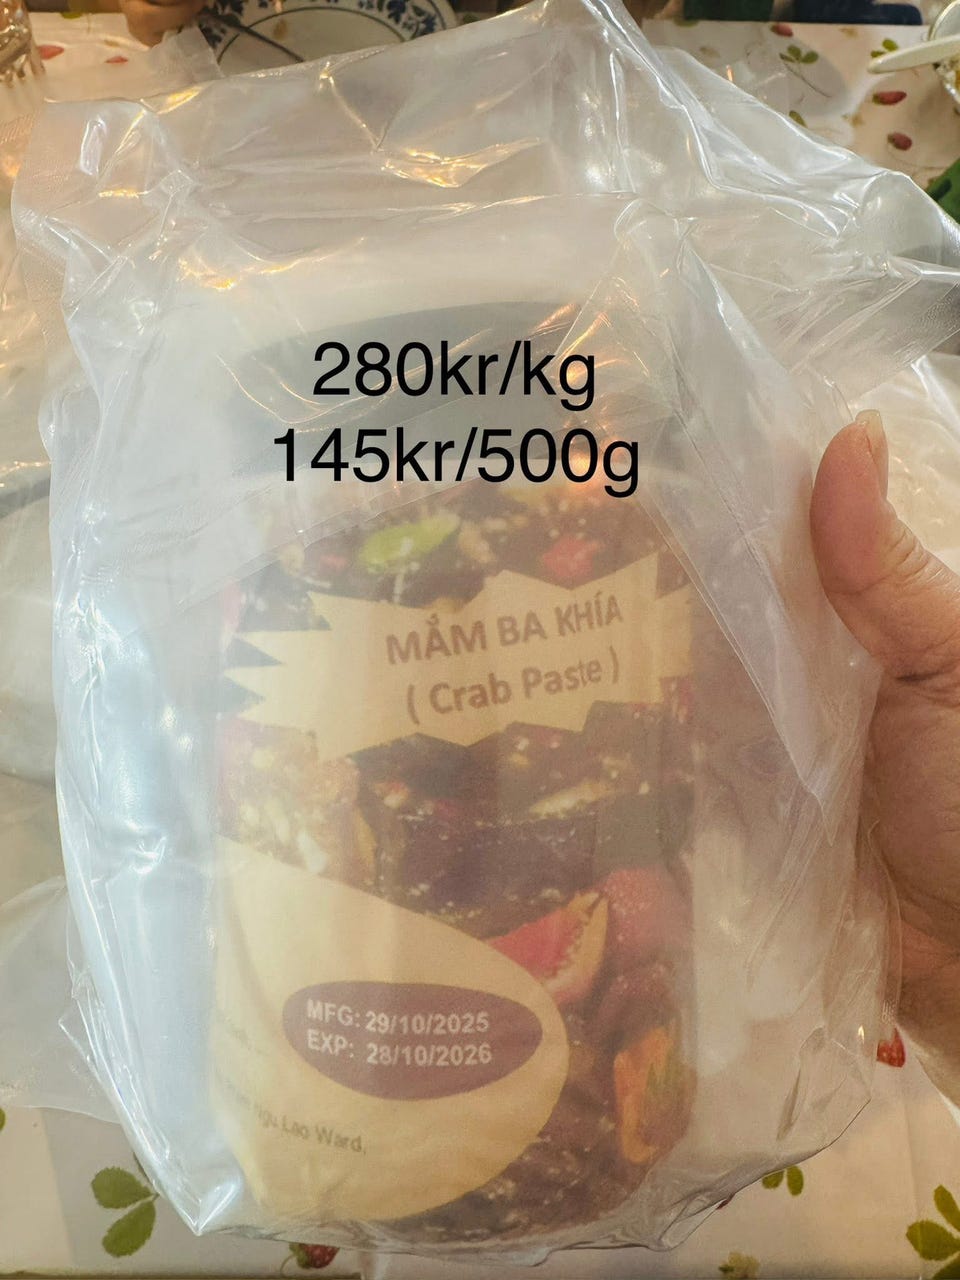 280kr/kg
145kr/500g
MẮM BA KHÍA
( Crab Paste )
MFG: 29/10/2025
EXP: 28/10/2026
Ngu Lao Ward,